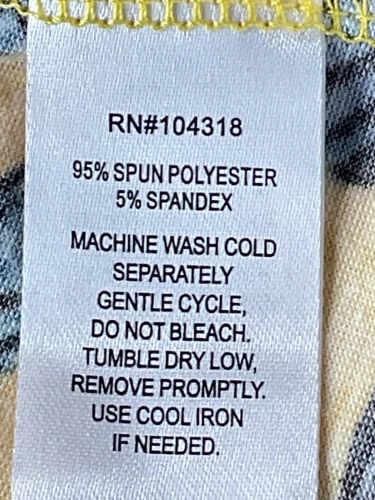 RN#104318
95% SPUN POLYESTER
5% SPANDEX
MACHINE WASH COLD
SEPARATELY
GENTLE CYCLE,
DO NOT BLEACH.
TUMBLE DRY LOW,
REMOVE PROMPTLY.
USE COOL IRON
IF NEEDED.